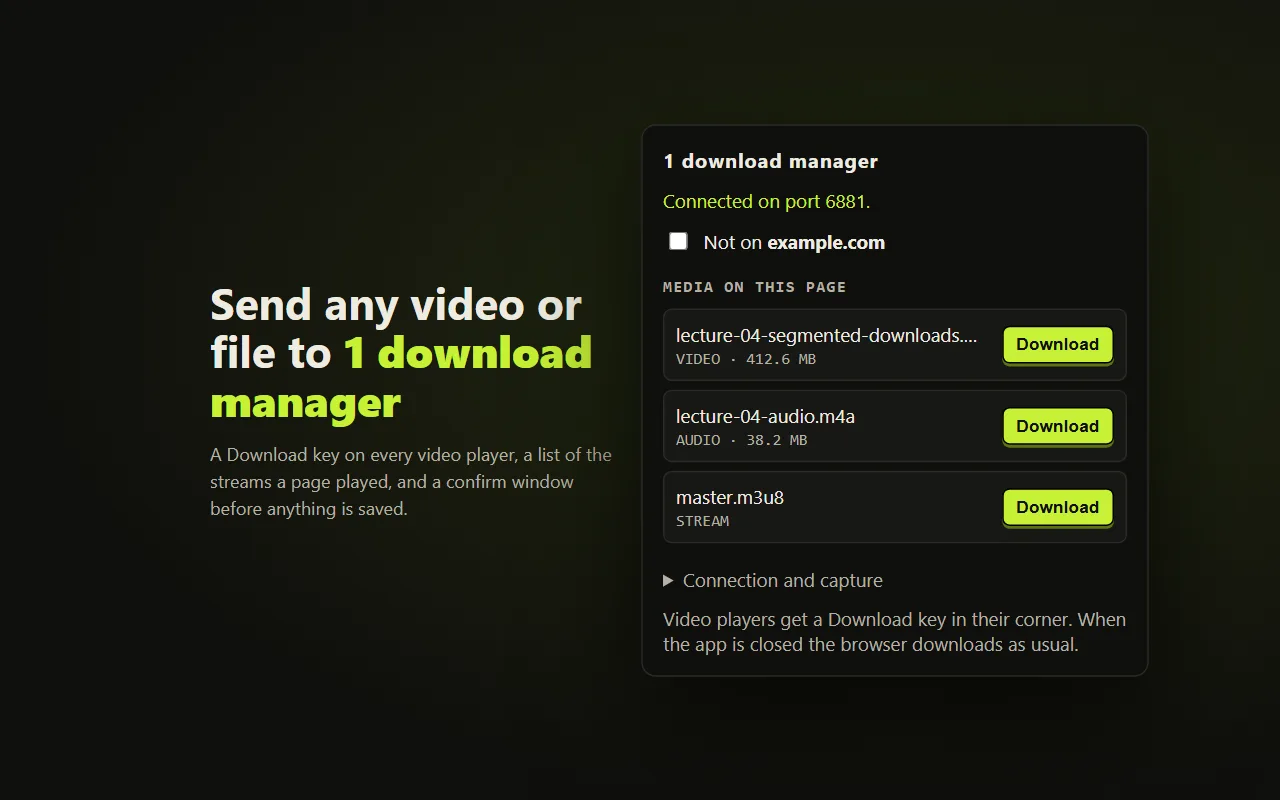 Send any video or
file to 1 download
manager
A Download key on every video player, a list of the
streams a page played, and a confirm window
before anything is saved.
1 download manager
Connected on port 6881.
Not on example.com
MEDIA ON THIS PAGE
lecture-04-segmented-downloads....
VIDEO · 412.6 MB
Download
lecture-04-audio.m4a
AUDIO · 38.2 MB
Download
master.m3u8
STREAM
Download
Connection and capture
Video players get a Download key in their corner. When
the app is closed the browser downloads as usual.